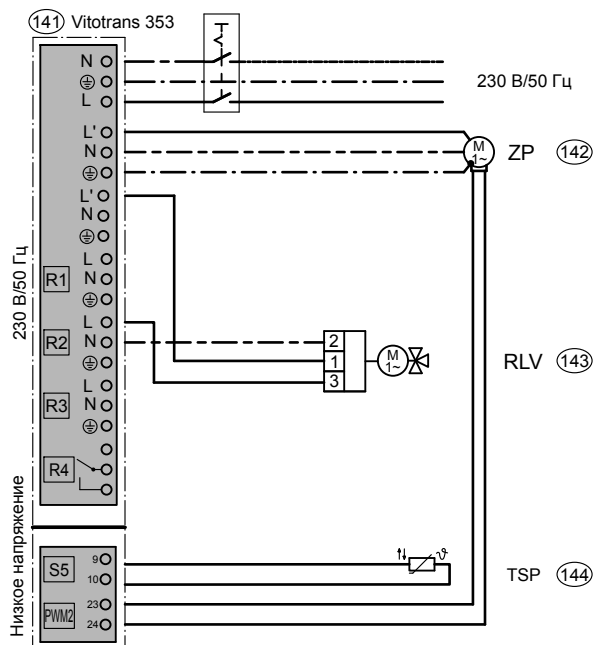 141 Vitotrans 353
N
L
230 В/50 Гц
L'
N
M
1~
ZP 142
L'
N
230 В/50 Гц
L
R1 N
L
R2 N
2
1
3
M
1~
RLV 143
L
R3 N
R4
Низкое напряжение
S5
9
10
ϑ
TSP 144
PWM2
23
24